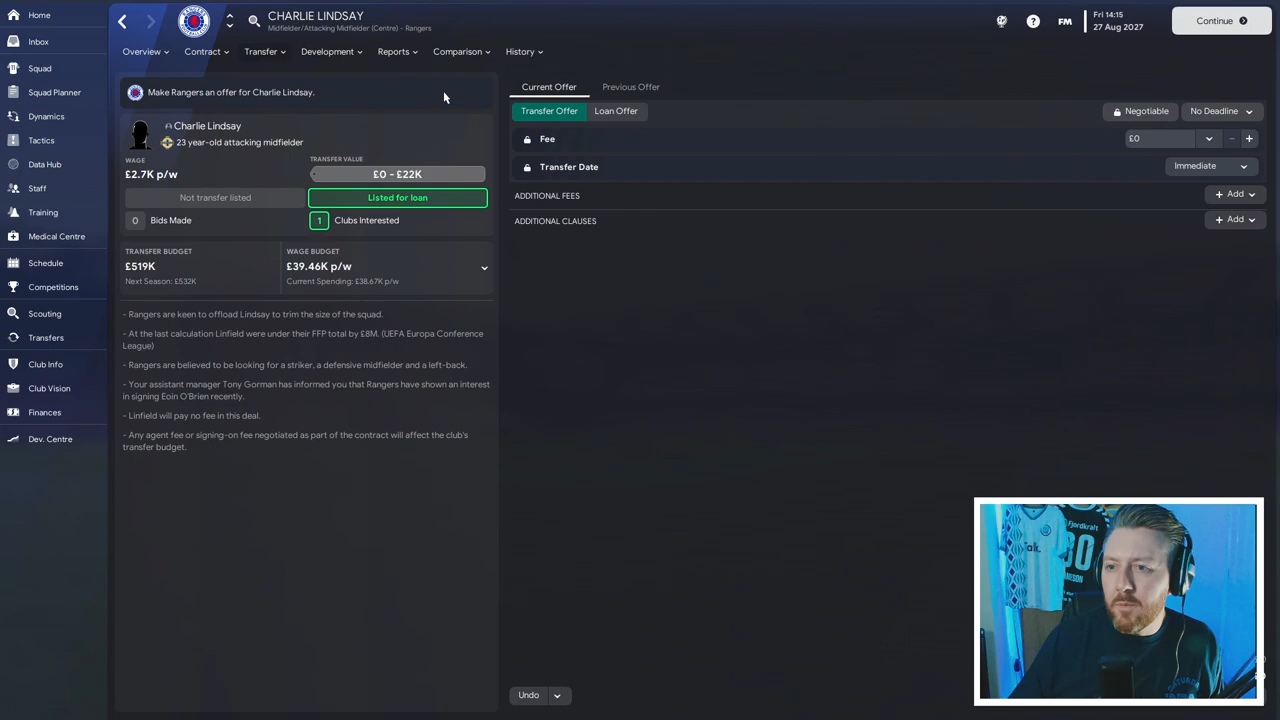 CHARLIE LINDSAY
Midfielder/Attacking Midfielder (Centre) - Rangers
FM
Fri 14:15
27 Aug 2027
Continue
Home
Inbox
Squad
Squad Planner
Dynamics
Tactics
Data Hub
Staff
Training
Medical Centre
Schedule
Competitions
Scouting
Transfers
Club Info
Club Vision
Finances
Dev. Centre
Overview
Contract
Transfer
Development
Reports
Comparison
History
Make Rangers an offer for Charlie Lindsay.
Charlie Lindsay
23 year-old attacking midfielder
WAGE
£2.7K p/w
TRANSFER VALUE
£0 - £22K
Not transfer listed
Listed for loan
0 Bids Made
1 Clubs Interested
TRANSFER BUDGET
£519K
Next Season: £532K
WAGE BUDGET
£39.46K p/w
Current Spending: £38.67K p/w
- Rangers are keen to offload Lindsay to trim the size of the squad.
- At the last calculation Linfield were under their FFP total by £8M. (UEFA Europa Conference
League)
- Rangers are believed to be looking for a striker, a defensive midfielder and a left-back.
- Your assistant manager Tony Gorman has informed you that Rangers have shown an interest
in signing Eoin O'Brien recently.
- Linfield will pay no fee in this deal.
- Any agent fee or signing-on fee negotiated as part of the contract will affect the club's
transfer budget.
Current Offer
Previous Offer
Transfer Offer
Loan Offer
Negotiable
No Deadline
Fee
£0
Transfer Date
Immediate
ADDITIONAL FEES
+ Add
ADDITIONAL CLAUSES
+ Add
Undo
Fjordkraft